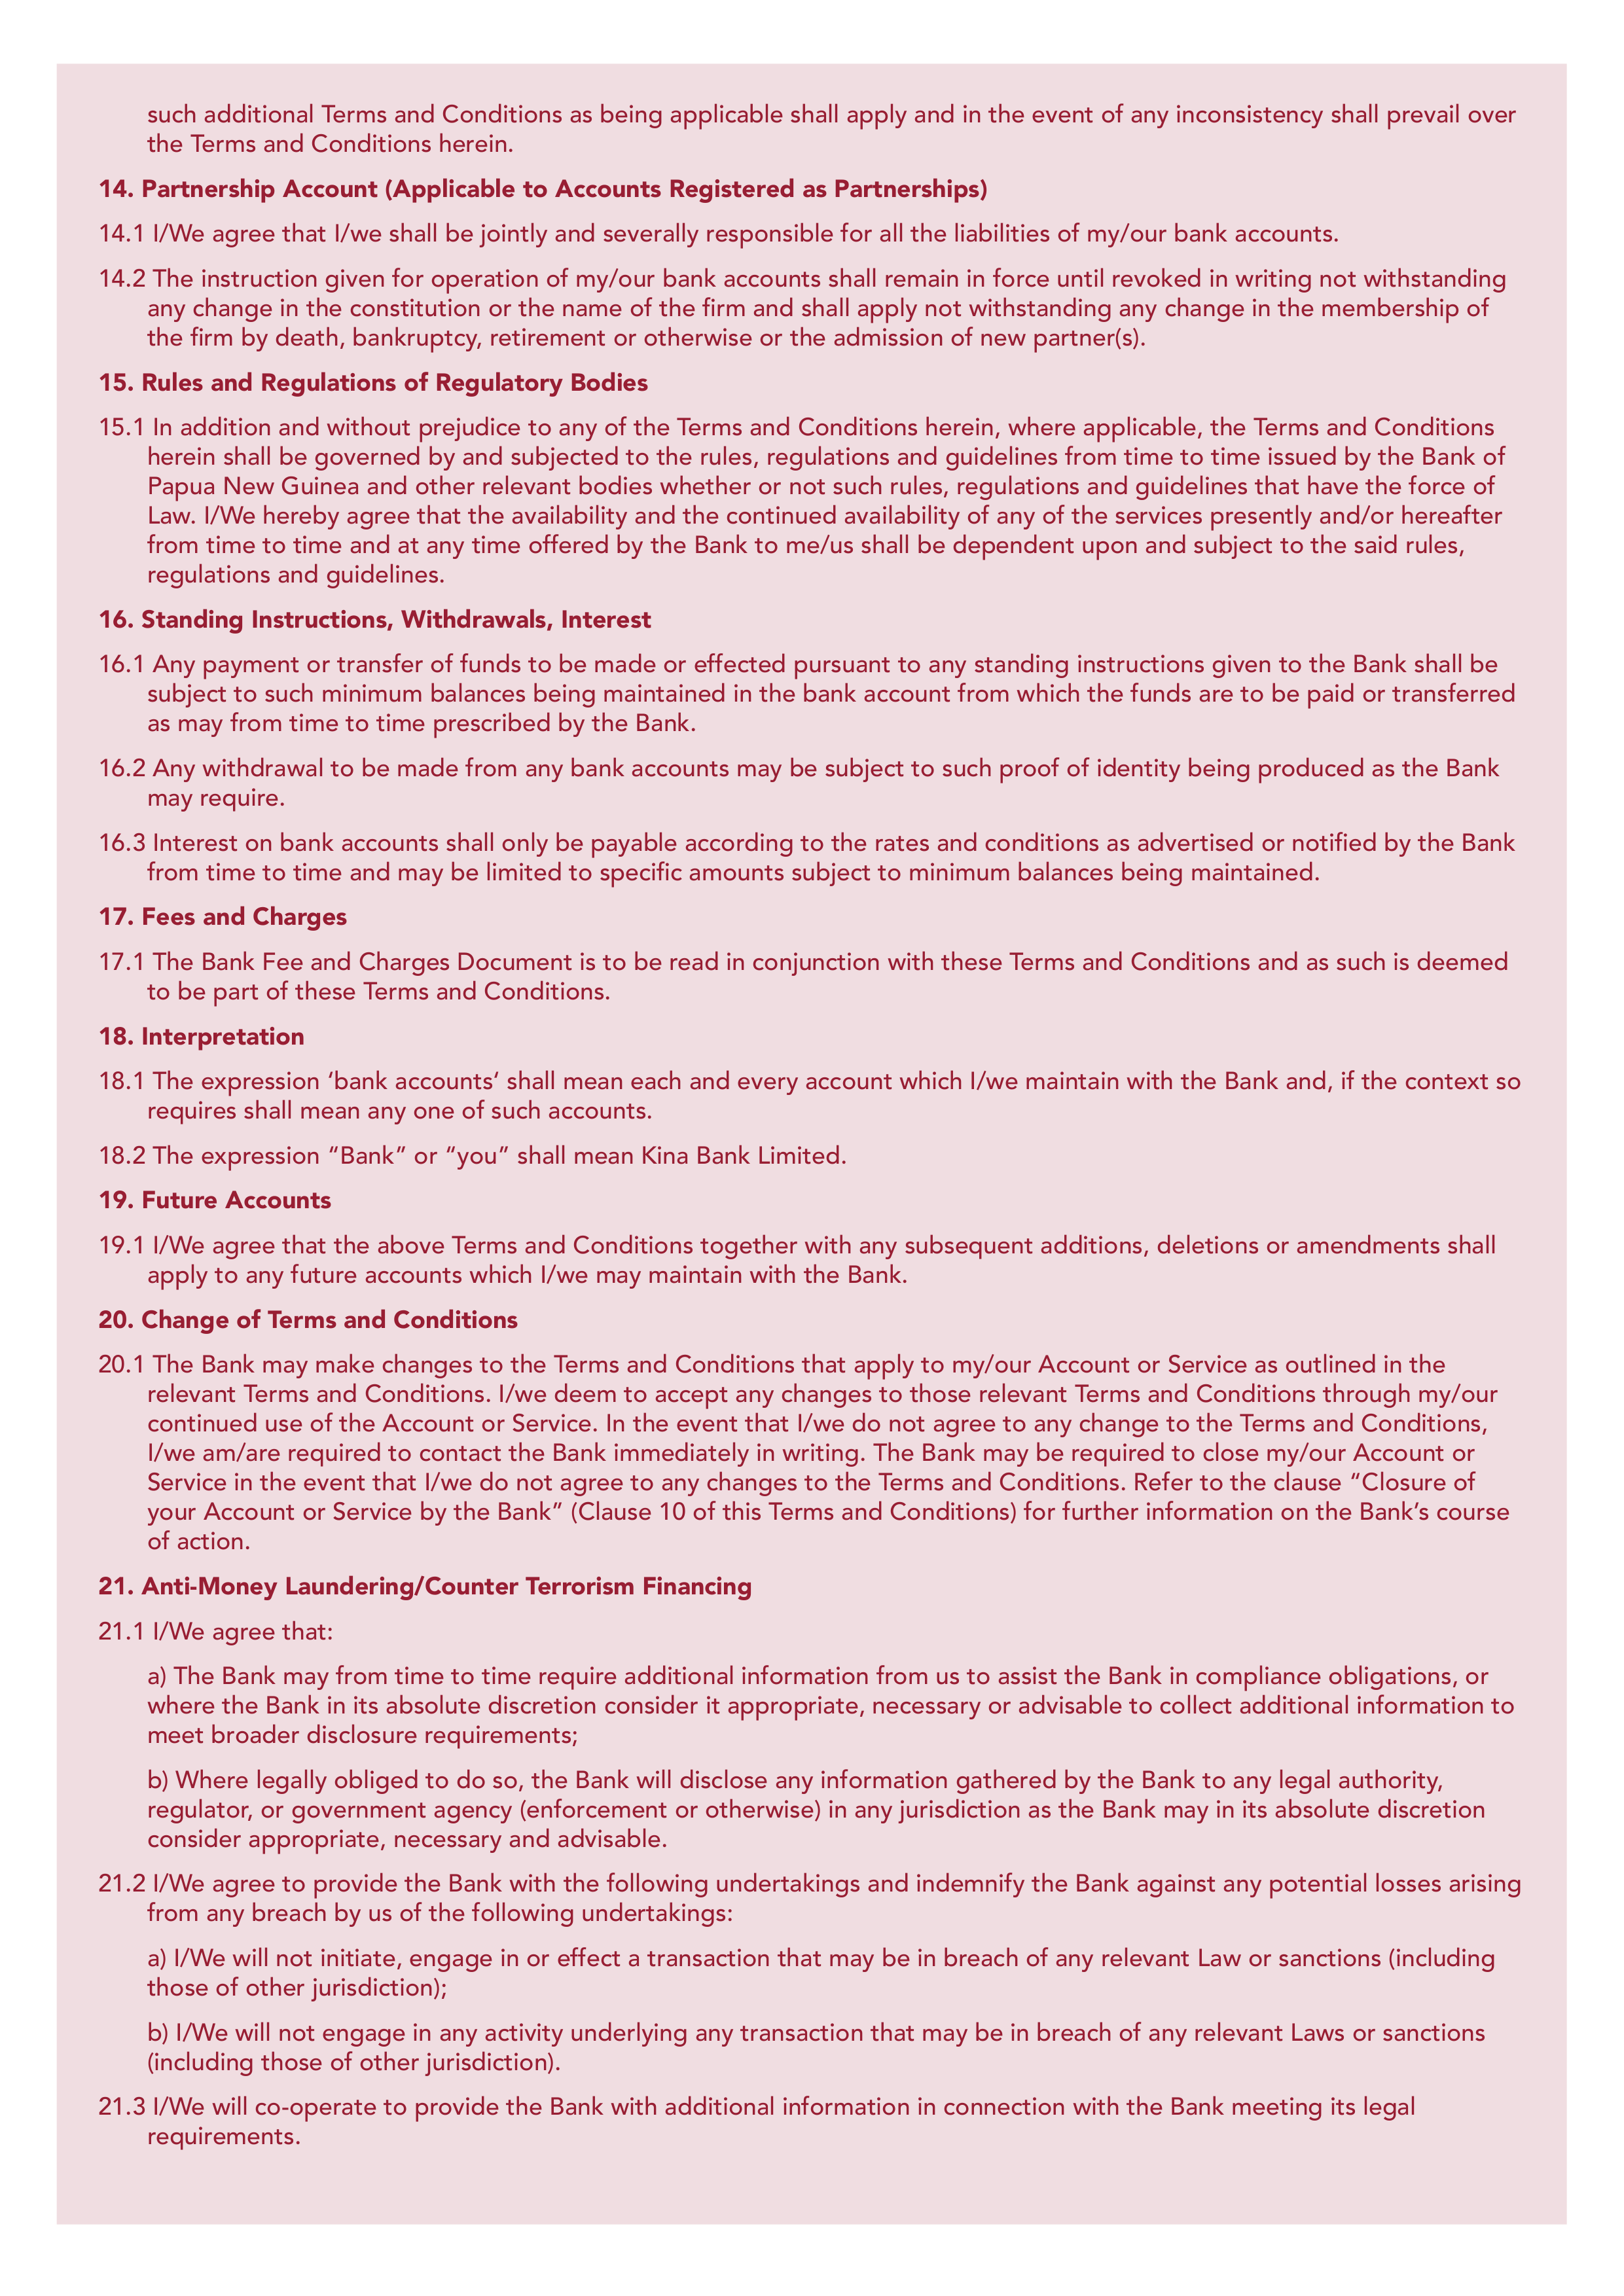 such additional Terms and Conditions as being applicable shall apply and in the event of any inconsistency shall prevail over
the Terms and Conditions herein.
14. Partnership Account (Applicable to Accounts Registered as Partnerships)
14.1 I/We agree that I/we shall be jointly and severally responsible for all the liabilities of my/our bank accounts.
14.2 The instruction given for operation of my/our bank accounts shall remain in force until revoked in writing not withstanding
any change in the constitution or the name of the firm and shall apply not withstanding any change in the membership of
the firm by death, bankruptcy, retirement or otherwise or the admission of new partner(s).
15. Rules and Regulations of Regulatory Bodies
15.1 In addition and without prejudice to any of the Terms and Conditions herein, where applicable, the Terms and Conditions
herein shall be governed by and subjected to the rules, regulations and guidelines from time to time issued by the Bank of
Papua New Guinea and other relevant bodies whether or not such rules, regulations and guidelines that have the force of
Law. I/We hereby agree that the availability and the continued availability of any of the services presently and/or hereafter
from time to time and at any time offered by the Bank to me/us shall be dependent upon and subject to the said rules,
regulations and guidelines.
16. Standing Instructions, Withdrawals, Interest
16.1 Any payment or transfer of funds to be made or effected pursuant to any standing instructions given to the Bank shall be
subject to such minimum balances being maintained in the bank account from which the funds are to be paid or transferred
as may from time to time prescribed by the Bank.
16.2 Any withdrawal to be made from any bank accounts may be subject to such proof of identity being produced as the Bank
may require.
16.3 Interest on bank accounts shall only be payable according to the rates and conditions as advertised or notified by the Bank
from time to time and may be limited to specific amounts subject to minimum balances being maintained.
17. Fees and Charges
17.1 The Bank Fee and Charges Document is to be read in conjunction with these Terms and Conditions and as such is deemed
to be part of these Terms and Conditions.
18. Interpretation
18.1 The expression ‘bank accounts‘ shall mean each and every account which I/we maintain with the Bank and, if the context so
requires shall mean any one of such accounts.
18.2 The expression “Bank” or “you” shall mean Kina Bank Limited.
19. Future Accounts
19.1 I/We agree that the above Terms and Conditions together with any subsequent additions, deletions or amendments shall
apply to any future accounts which I/we may maintain with the Bank.
20. Change of Terms and Conditions
20.1 The Bank may make changes to the Terms and Conditions that apply to my/our Account or Service as outlined in the
relevant Terms and Conditions. I/we deem to accept any changes to those relevant Terms and Conditions through my/our
continued use of the Account or Service. In the event that I/we do not agree to any change to the Terms and Conditions,
I/we am/are required to contact the Bank immediately in writing. The Bank may be required to close my/our Account or
Service in the event that I/we do not agree to any changes to the Terms and Conditions. Refer to the clause “Closure of
your Account or Service by the Bank” (Clause 10 of this Terms and Conditions) for further information on the Bank’s course
of action.
21. Anti-Money Laundering/Counter Terrorism Financing
21.1 I/We agree that:
a) The Bank may from time to time require additional information from us to assist the Bank in compliance obligations, or
where the Bank in its absolute discretion consider it appropriate, necessary or advisable to collect additional information to
meet broader disclosure requirements;
b) Where legally obliged to do so, the Bank will disclose any information gathered by the Bank to any legal authority,
regulator, or government agency (enforcement or otherwise) in any jurisdiction as the Bank may in its absolute discretion
consider appropriate, necessary and advisable.
21.2 I/We agree to provide the Bank with the following undertakings and indemnify the Bank against any potential losses arising
from any breach by us of the following undertakings:
a) I/We will not initiate, engage in or effect a transaction that may be in breach of any relevant Law or sanctions (including
those of other jurisdiction);
b) I/We will not engage in any activity underlying any transaction that may be in breach of any relevant Laws or sanctions
(including those of other jurisdiction).
21.3 I/We will co-operate to provide the Bank with additional information in connection with the Bank meeting its legal
requirements.